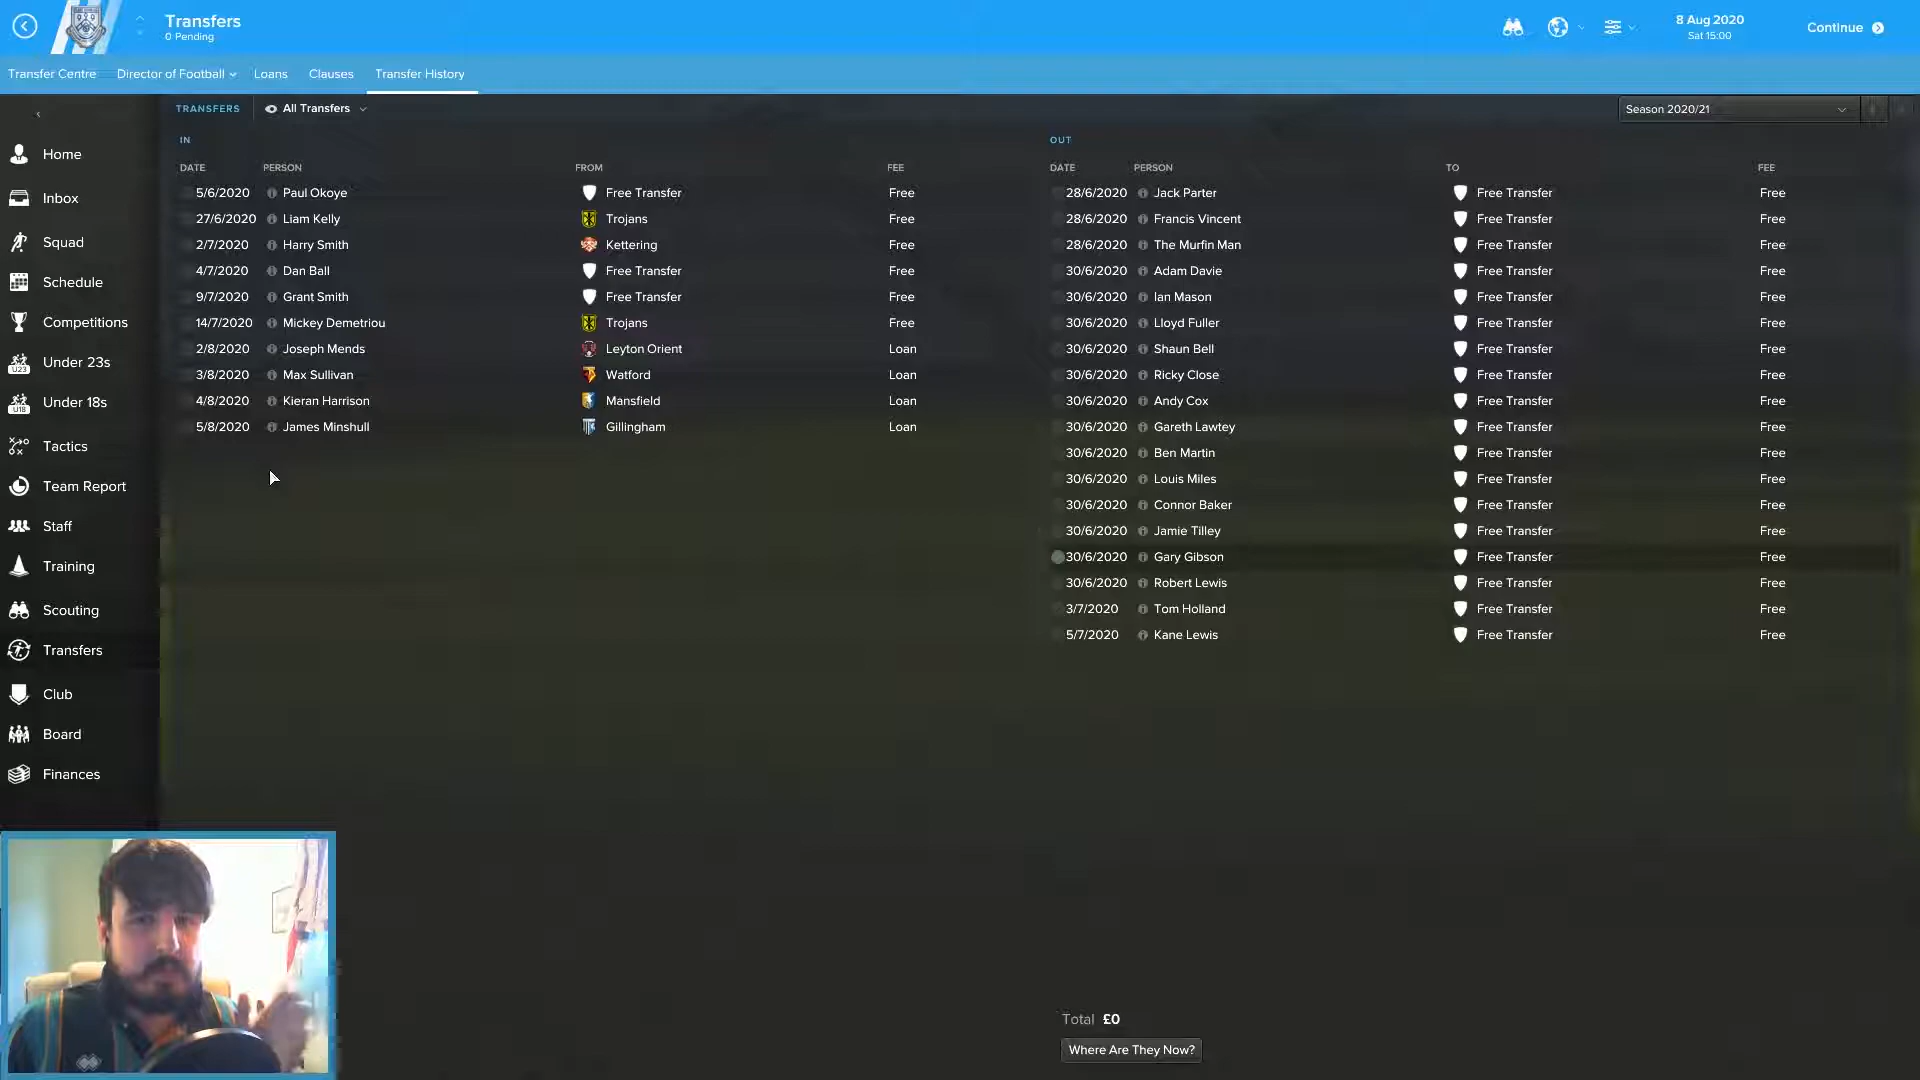 Transfers
0 Pending
8 Aug 2020
Sat 15:00
Continue
Transfer Centre Director of Football Loans Clauses Transfer History
TRANSFERS All Transfers Season 2020/21
Home
Inbox
Squad
Schedule
Competitions
U23 Under 23s
U18 Under 18s
Tactics
Team Report
Staff
Training
Scouting
Transfers
Club
Board
Finances
IN
DATE PERSON FROM FEE
5/6/2020 Paul Okoye Free Transfer Free
27/6/2020 Liam Kelly Trojans Free
2/7/2020 Harry Smith Kettering Free
4/7/2020 Dan Ball Free Transfer Free
9/7/2020 Grant Smith Free Transfer Free
14/7/2020 Mickey Demetriou Trojans Free
2/8/2020 Joseph Mends Leyton Orient Loan
3/8/2020 Max Sullivan Watford Loan
4/8/2020 Kieran Harrison Mansfield Loan
5/8/2020 James Minshull Gillingham Loan
OUT
DATE PERSON TO FEE
28/6/2020 Jack Parter Free Transfer Free
28/6/2020 Francis Vincent Free Transfer Free
28/6/2020 The Murfin Man Free Transfer Free
30/6/2020 Adam Davie Free Transfer Free
30/6/2020 Ian Mason Free Transfer Free
30/6/2020 Lloyd Fuller Free Transfer Free
30/6/2020 Shaun Bell Free Transfer Free
30/6/2020 Ricky Close Free Transfer Free
30/6/2020 Andy Cox Free Transfer Free
30/6/2020 Gareth Lawtey Free Transfer Free
30/6/2020 Ben Martin Free Transfer Free
30/6/2020 Louis Miles Free Transfer Free
30/6/2020 Connor Baker Free Transfer Free
30/6/2020 Jamie Tilley Free Transfer Free
30/6/2020 Gary Gibson Free Transfer Free
30/6/2020 Robert Lewis Free Transfer Free
3/7/2020 Tom Holland Free Transfer Free
5/7/2020 Kane Lewis Free Transfer Free
Total £0
Where Are They Now?